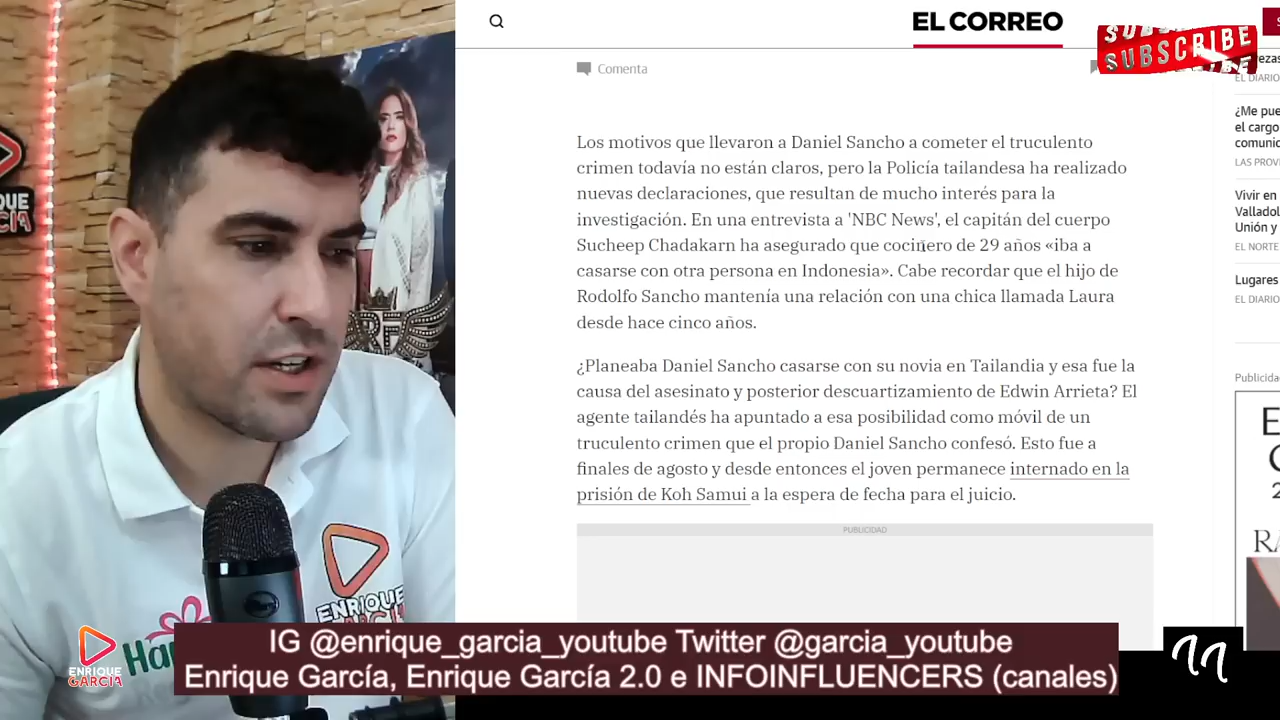 EL CORREO
SUBSCRIBE
Comenta
Los motivos que llevaron a Daniel Sancho a cometer el truculento
crimen todavía no están claros, pero la Policía tailandesa ha realizado
nuevas declaraciones, que resultan de mucho interés para la
investigación. En una entrevista a 'NBC News', el capitán del cuerpo
Sucheep Chadakarn ha asegurado que cocinero de 29 años «iba a
casarse con otra persona en Indonesia». Cabe recordar que el hijo de
Rodolfo Sancho mantenía una relación con una chica llamada Laura
desde hace cinco años.
¿Planeaba Daniel Sancho casarse con su novia en Tailandia y esa fue la
causa del asesinato y posterior descuartizamiento de Edwin Arrieta? El
agente tailandés ha apuntado a esa posibilidad como móvil de un
truculento crimen que el propio Daniel Sancho confesó. Esto fue a
finales de agosto y desde entonces el joven permanece internado en la
prisión de Koh Samui a la espera de fecha para el juicio.
PUBLICIDAD
EL DIARIO
¿Me pue
el cargo
comunic
LAS PROV
Vivir en
Valladol
Unión y
EL NORTE
Lugares
EL DIARIO
Publicida
ENRIQUE
GARCIA
IG @enrique_garcia_youtube Twitter @garcia_youtube
Enrique García, Enrique García 2.0 e INFONFLUENCERS (canales)